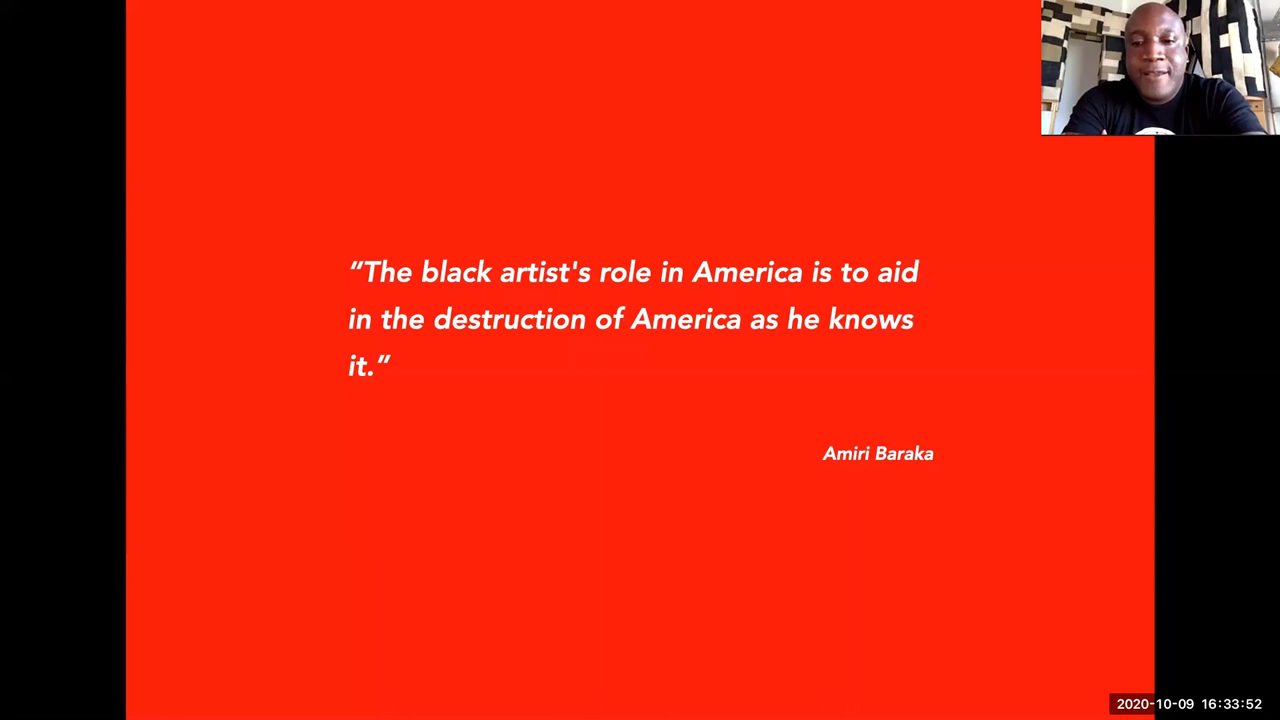 “The black artist's role in America is to aid
in the destruction of America as he knows
it.”
Amiri Baraka
2020-10-09 16:33:52